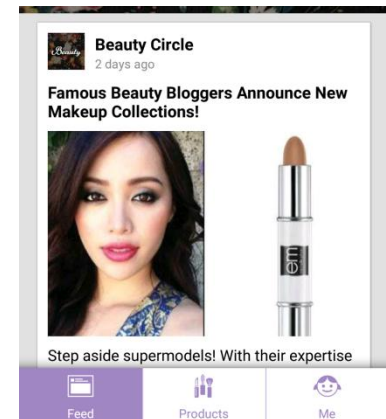 Beauty
Beauty Circle
2 days ago
Famous Beauty Bloggers Announce New
Makeup Collections!
em
Step aside supermodels! With their expertise
Feed
Products
Me